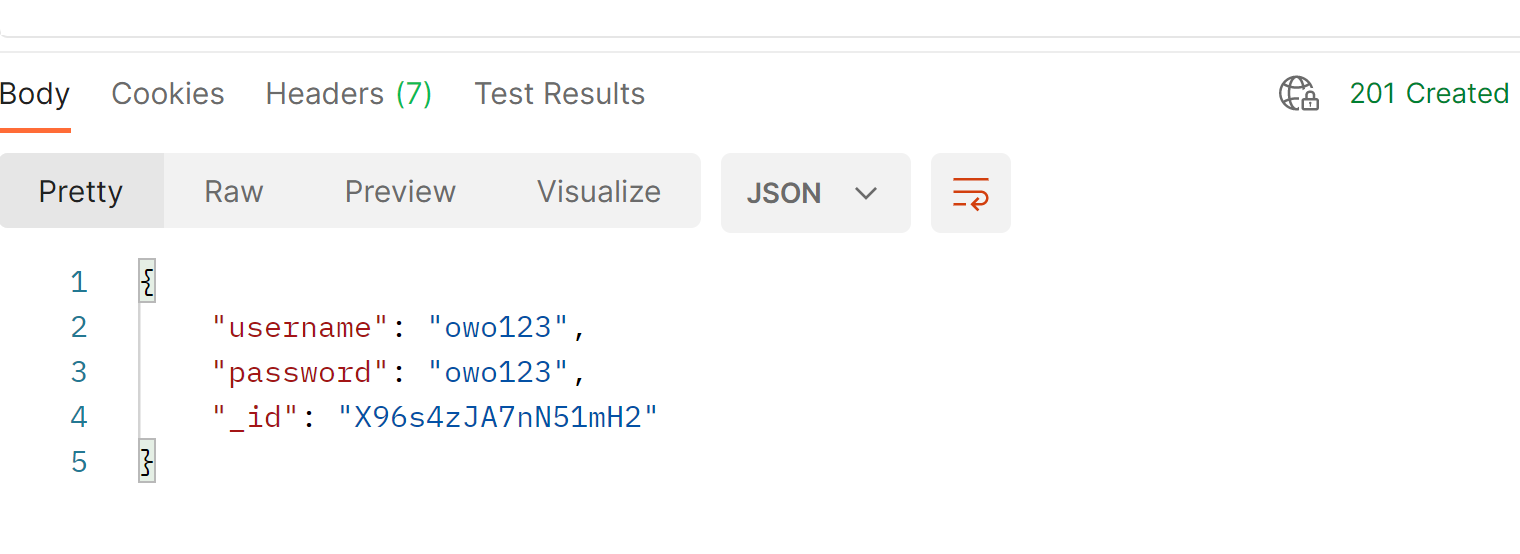 Body Cookies Headers (7) Test Results 201 Created
Pretty Raw Preview Visualize JSON
1 {
2 "username": "owo123",
3 "password": "owo123",
4 "_id": "X96s4zJA7nN51mH2"
5 }